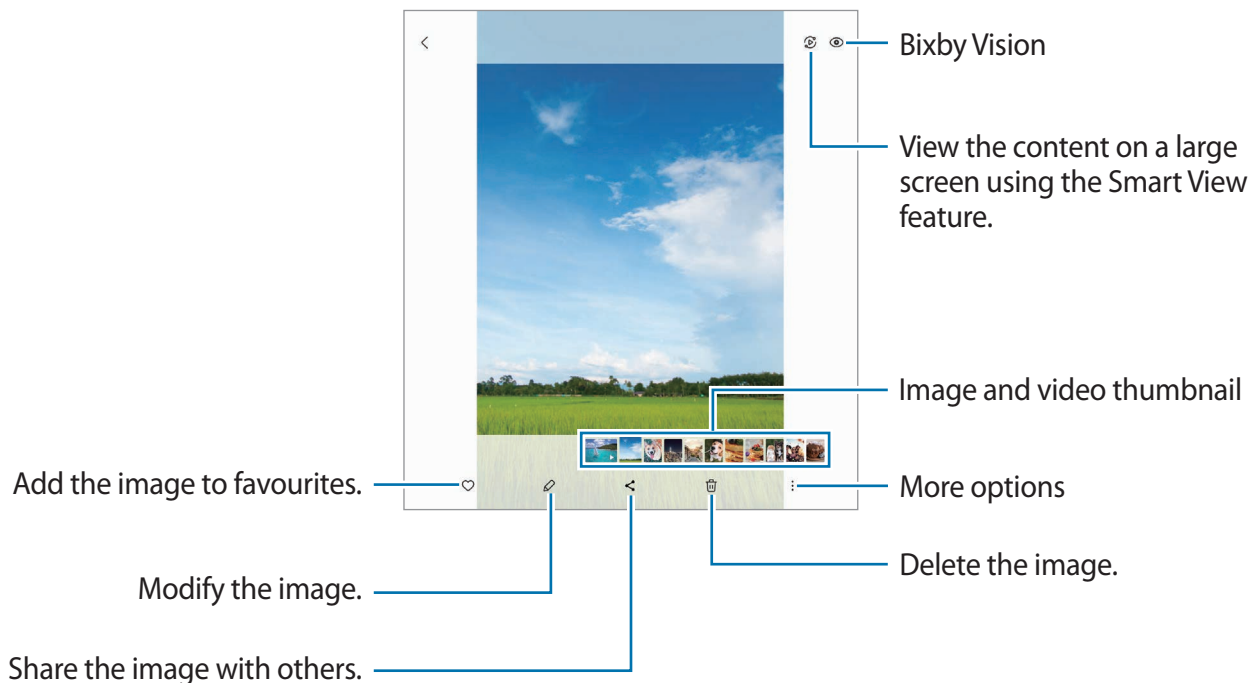 Bixby Vision
View the content on a large
screen using the Smart View
feature.
Image and video thumbnail
Add the image to favourites.
More options
Delete the image.
Modify the image.
Share the image with others.